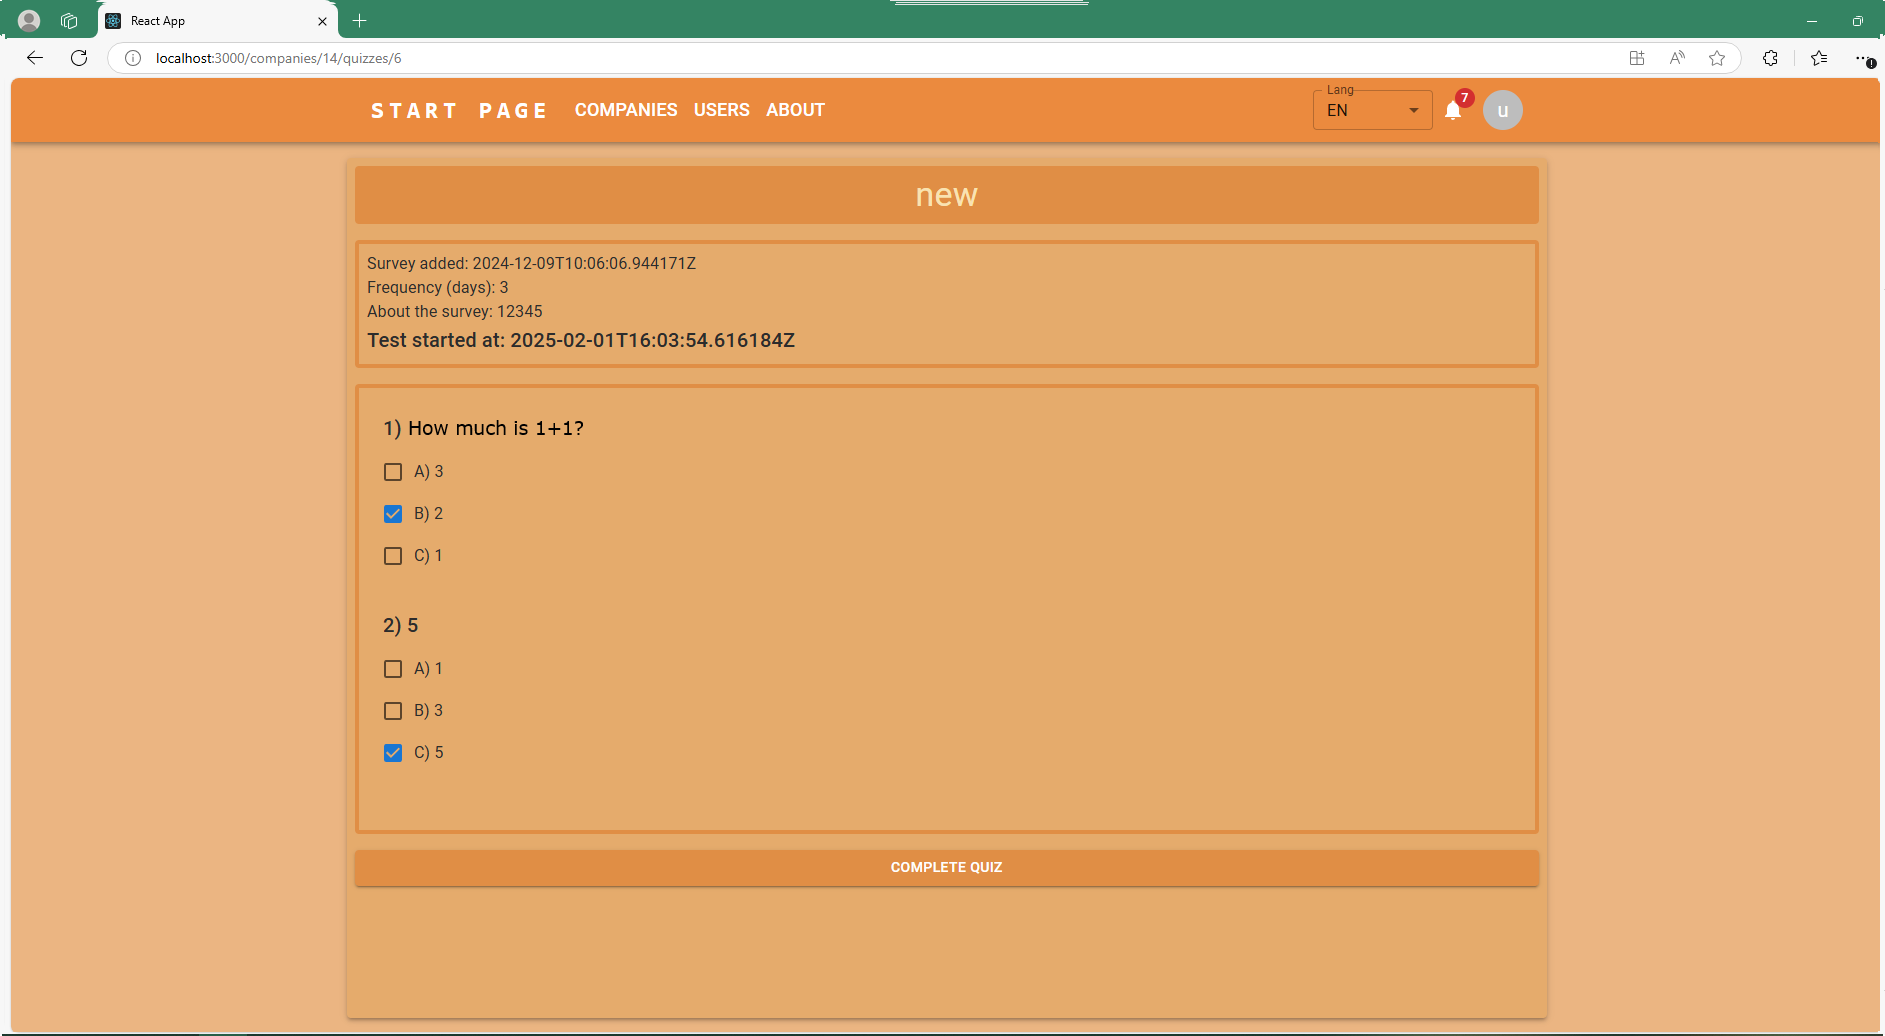 React App
localhost:3000/companies/14/quizzes/6
START PAGE COMPANIES USERS ABOUT Lang EN 7 u
new
Survey added: 2024-12-09T10:06:06.944171Z
Frequency (days): 3
About the survey: 12345
Test started at: 2025-02-01T16:03:54.616184Z
1) How much is 1+1?
A) 3
B) 2
C) 1
2) 5
A) 1
B) 3
C) 5
COMPLETE QUIZ